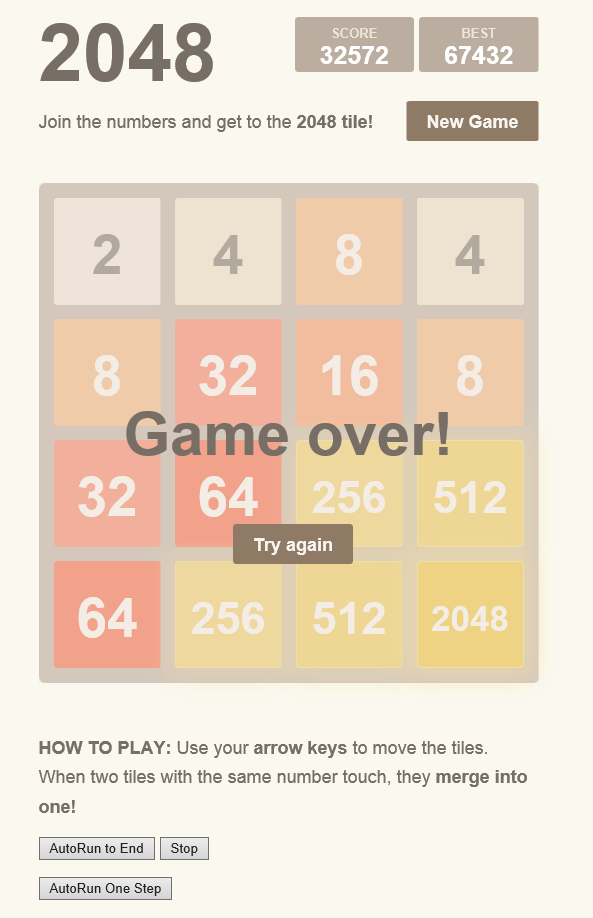 2048
SCORE
32572
BEST
67432
Join the numbers and get to the 2048 tile!
New Game
2 4 8 4
8 32 16 8
Game over!
32 64 256 512
Try again
64 256 512 2048
HOW TO PLAY: Use your arrow keys to move the tiles.
When two tiles with the same number touch, they merge into
one!
AutoRun to End Stop
AutoRun One Step